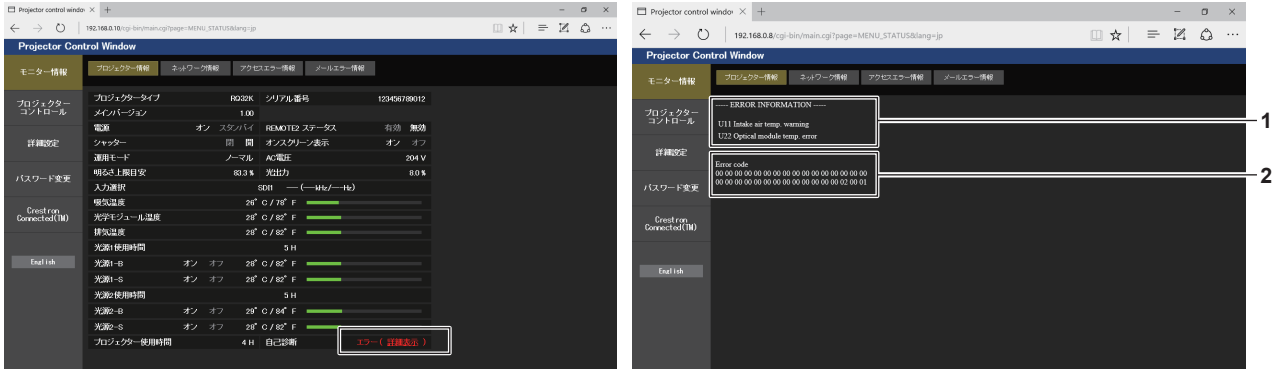 Projector control window
192.168.0.10/cgi-bin/main.cgi?page=MENU_STATUS&lang=jp
Projector Control Window
モニター情報
プロジェクター
コントロール
詳細設定
パスワード変更
Crestron
Connected(TM)
English
プロジェクター情報 ネットワーク情報 アクセスエラー情報 メールエラー情報
プロジェクタータイプ RQ32K シリアル番号 123456789012
メインバージョン 1.00
電源 オン スタンバイ REMOTE2 ステータス 有効 無効
シャッター 閉 開 オンスクリーン表示 オン オフ
運用モード ノーマル AC電圧 204 V
明るさ上限目安 83.3 % 光出力 8.0 %
入力選択 SDI1 ---- (----kHz/----Hz)
吸気温度 26° C / 78° F
光学モジュール温度 28° C / 82° F
排気温度 28° C / 82° F
光源1使用時間 5 H
光源1-B オン オフ 28° C / 82° F
光源1-S オン オフ 28° C / 82° F
光源2使用時間 5 H
光源2-B オン オフ 29° C / 84° F
光源2-S オン オフ 28° C / 82° F
プロジェクター使用時間 4 H 自己診断 エラー ( 詳細表示 )
Projector control window
192.168.0.8/cgi-bin/main.cgi?page=MENU_STATUS&lang=jp
Projector Control Window
モニター情報
プロジェクター
コントロール
詳細設定
パスワード変更
Crestron
Connected(TM)
English
プロジェクター情報 ネットワーク情報 アクセスエラー情報 メールエラー情報
----- ERROR INFORMATION -----
U11 Intake air temp. warning
U22 Optical module temp. error
1
Error code
00 00 00 00 00 00 00 00 00 00 00 00 00 00 00 00
00 00 00 00 00 00 00 00 00 00 00 00 00 02 00 01
2